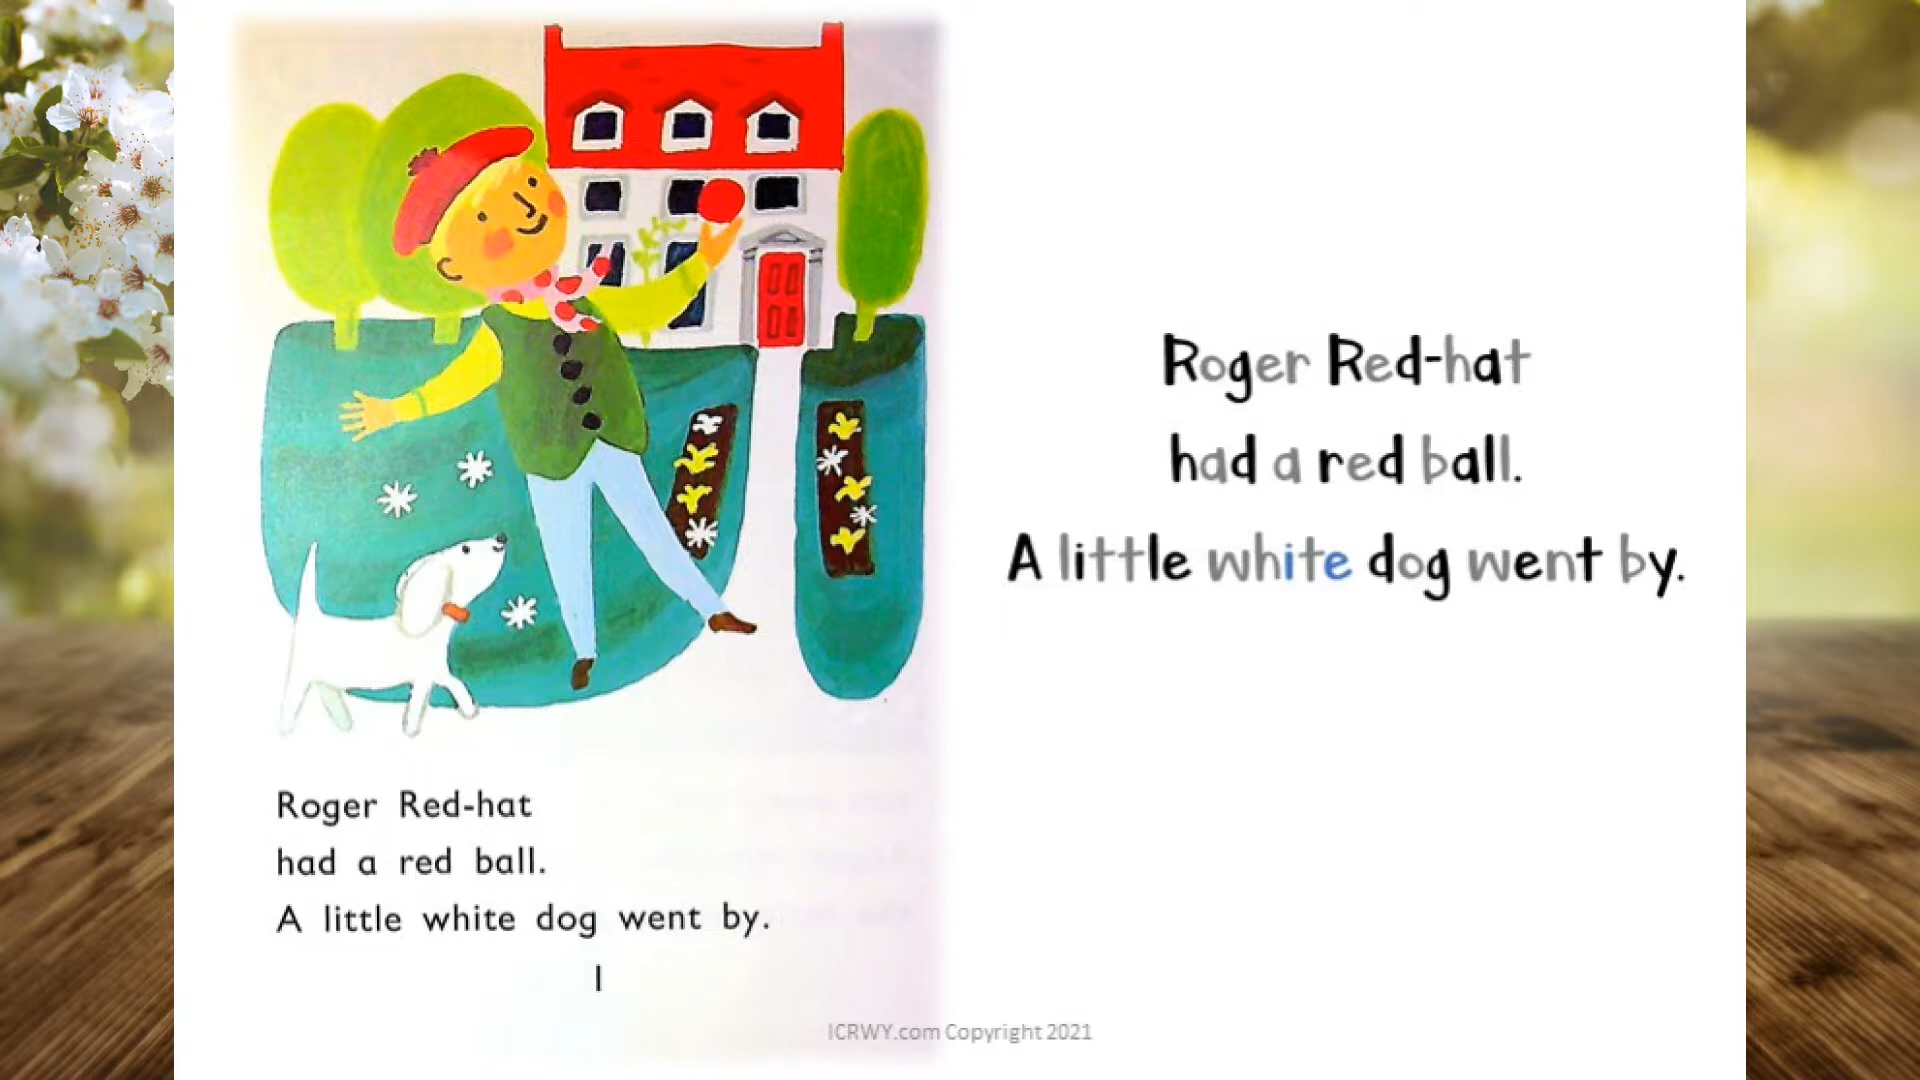 Roger Red-hat
had a red ball.
A little white dog went by.
1
Roger Red-hat
had a red ball.
A little white dog went by.
ICRWY.com Copyright 2021